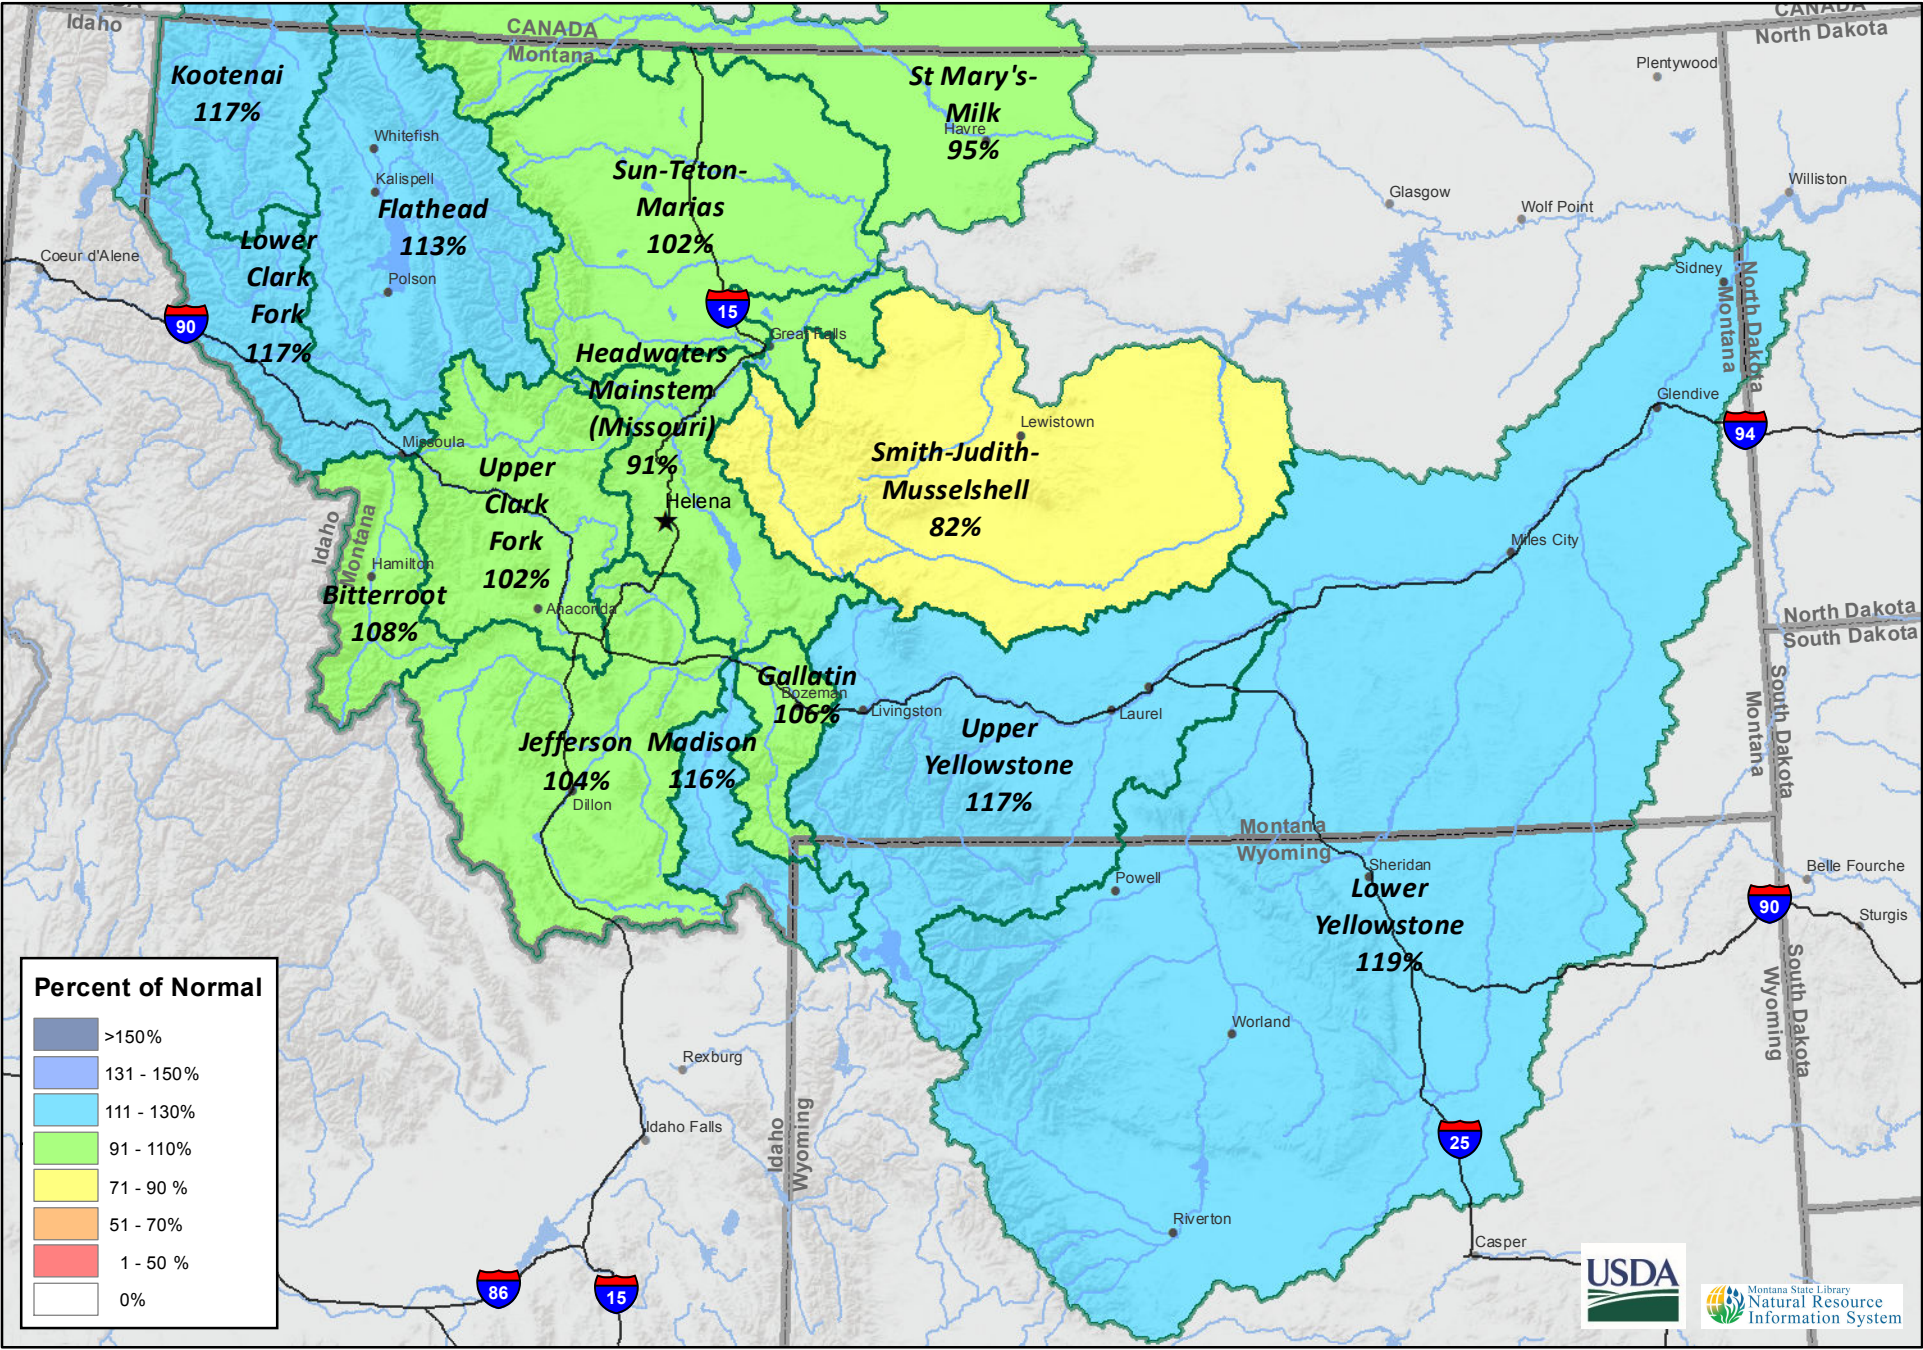 CANADA
Idaho
CANADA
Montana
CANADA
North Dakota
Kootenai
117%
Whitefish
Kalispell
Flathead
113%
Polson
Lower
Clark
Fork
117%
Coeur d'Alene
90
St Mary's-
Milk
Havre
95%
Sun-Teton-
Marias
102%
15
Great Falls
Plentywood
Glasgow
Wolf Point
Williston
Sidney
Montana
North Dakota
Glendive
94
Headwaters
Mainstem
(Missouri)
91%
Helena
Missoula
Upper
Clark
Fork
102%
Anaconda
Idaho
Montana
Hamilton
Bitterroot
108%
Lewistown
Smith-Judith-
Musselshell
82%
Miles City
North Dakota
South Dakota
Gallatin
Bozeman
106%
Livingston
Laurel
Jefferson
104%
Dillon
Madison
116%
Upper
Yellowstone
117%
Montana
South Dakota
Montana
Wyoming
Powell
Sheridan
Lower
Yellowstone
119%
Belle Fourche
90
Sturgis
Wyoming
South Dakota
Worland
Rexburg
Idaho Falls
Idaho
Wyoming
25
Riverton
Casper
86
15
Percent of Normal
>150%
131 - 150%
111 - 130%
91 - 110%
71 - 90 %
51 - 70%
1 - 50 %
0%
USDA
Montana State Library
Natural Resource
Information System